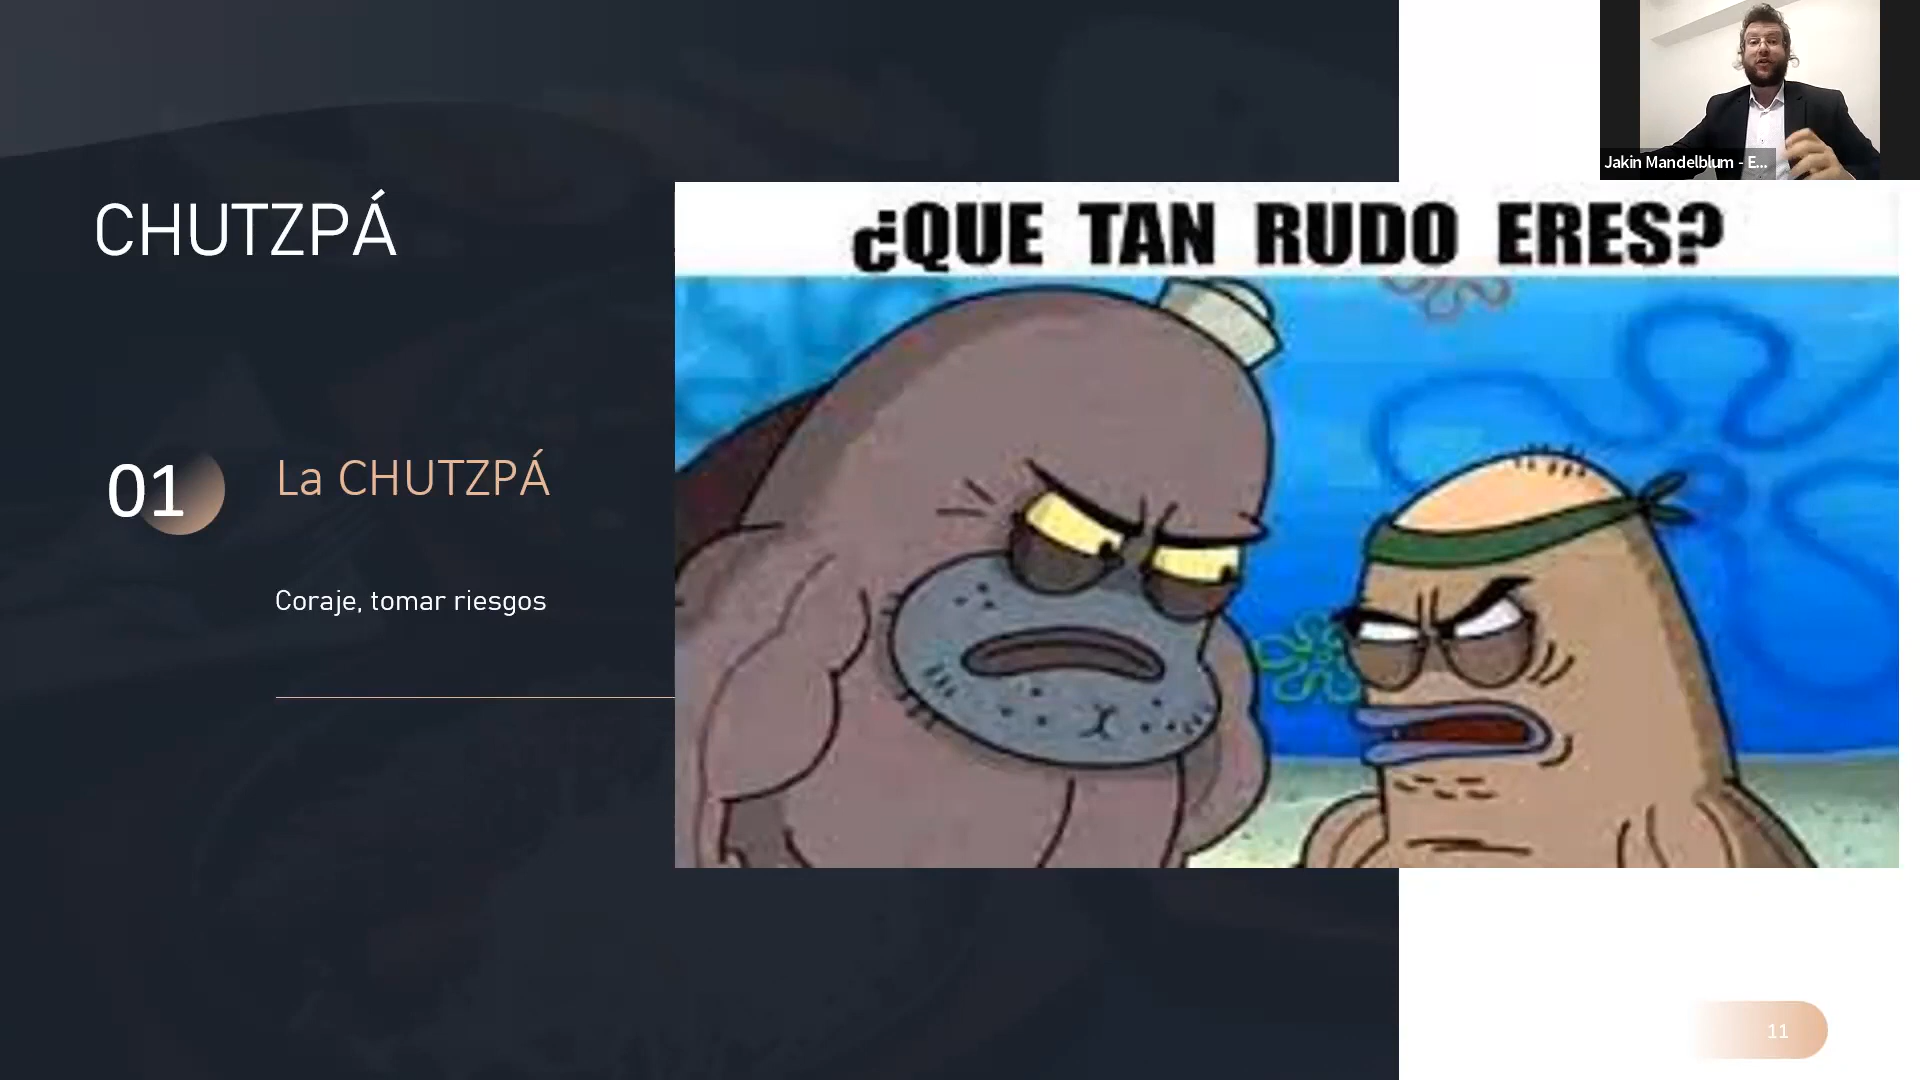 Jakin Mandelblum - E...
CHUTZPÁ
¿QUE TAN RUDO ERES?
01
La CHUTZPÁ
Coraje, tomar riesgos
11